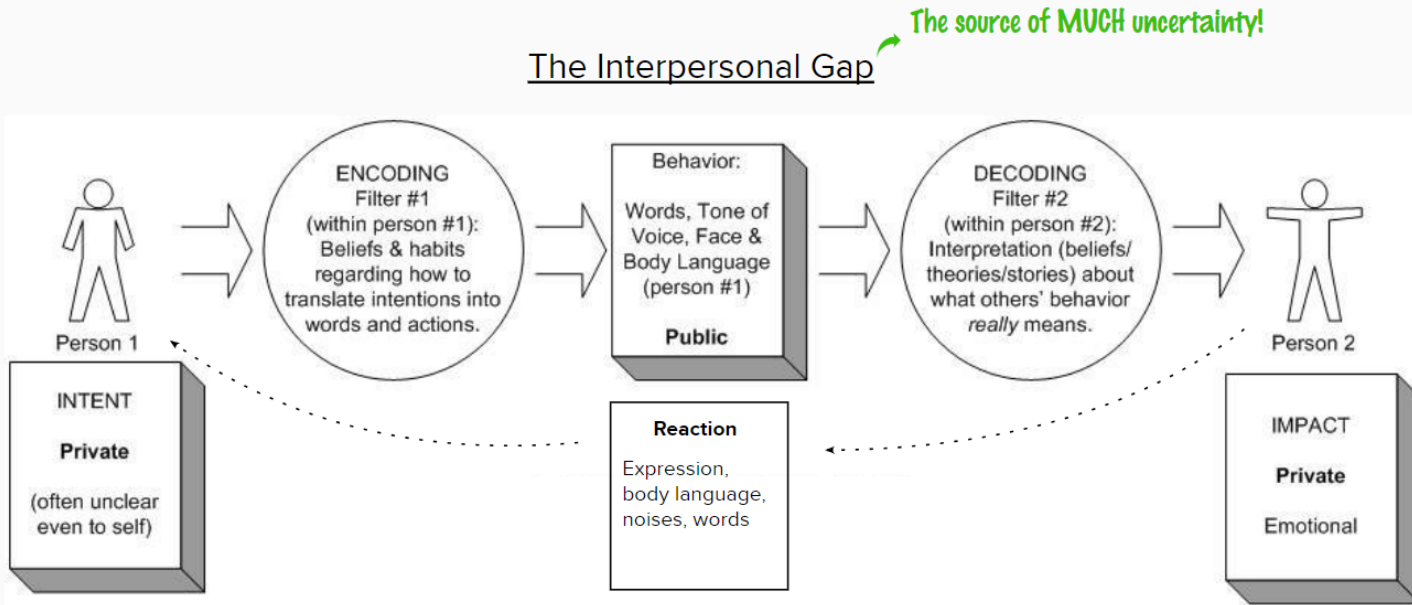 The source of MUCH uncertainty!
The Interpersonal Gap
Person 1
INTENT
Private
(often unclear
even to self)
ENCODING
Filter #1
(within person #1):
Beliefs & habits
regarding how to
translate intentions into
words and actions.
Behavior:
Words, Tone of
Voice, Face &
Body Language
(person #1)
Public
Reaction
Expression,
body language,
noises, words
DECODING
Filter #2
(within person #2):
Interpretation (beliefs/
theories/stories) about
what others' behavior
really means.
Person 2
IMPACT
Private
Emotional